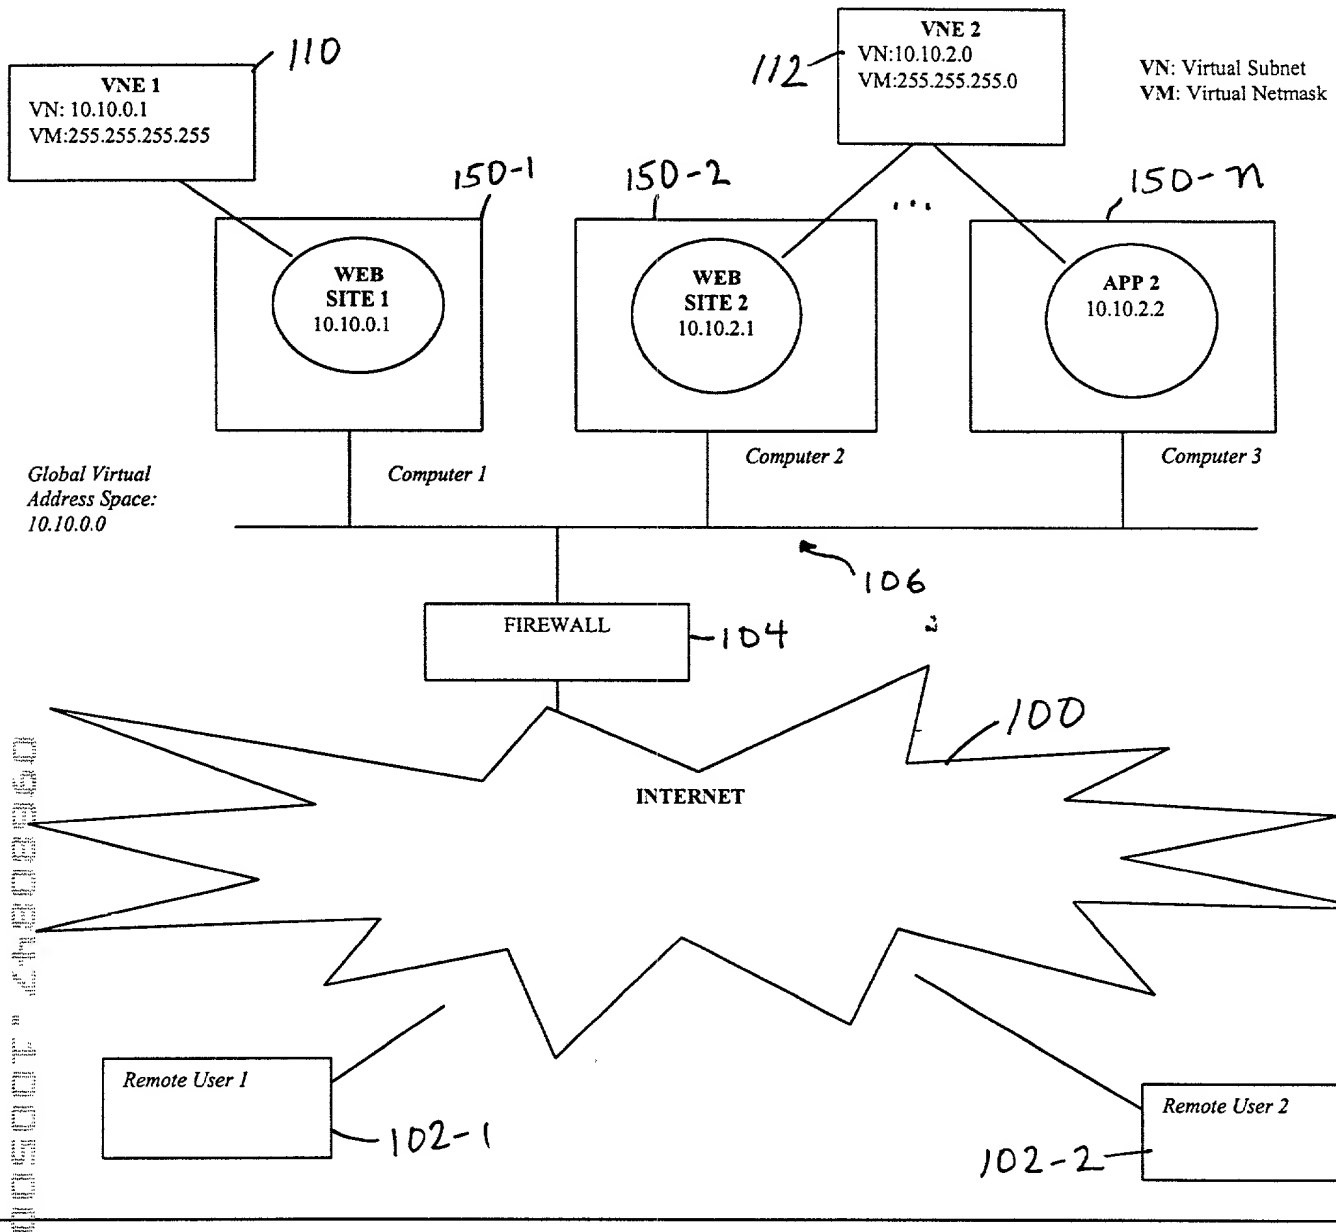 110
VNE 1
VN: 10.10.0.1
VM:255.255.255.255
112
VNE 2
VN:10.10.2.0
VM:255.255.255.0
VN: Virtual Subnet
VM: Virtual Netmask
150-1
150-2
...
150-n
WEB
SITE 1
10.10.0.1
WEB
SITE 2
10.10.2.1
APP 2
10.10.2.2
Computer 1
Computer 2
Computer 3
Global Virtual
Address Space:
10.10.0.0
106
FIREWALL
104
100
INTERNET
Remote User 1
102-1
Remote User 2
102-2